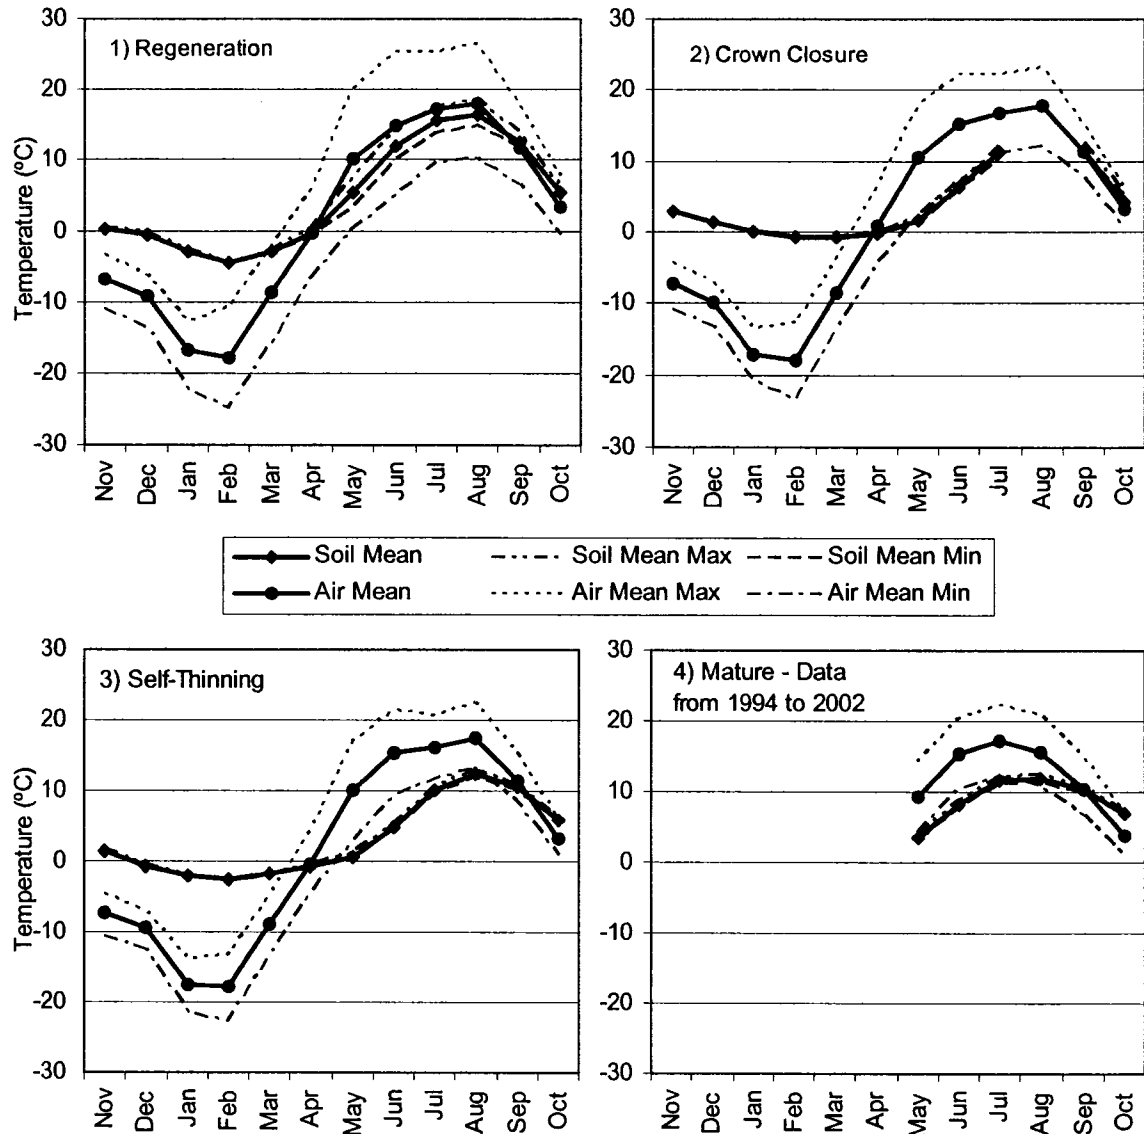 1) Regeneration
30
20
10
0
-10
-20
-30
Temperature (ºC)
Nov Dec Jan Feb Mar Apr May Jun Jul Aug Sep Oct
2) Crown Closure
30
20
10
0
-10
-20
-30
Nov Dec Jan Feb Mar Apr May Jun Jul Aug Sep Oct
Soil Mean Soil Mean Max Soil Mean Min
Air Mean Air Mean Max Air Mean Min
3) Self-Thinning
30
20
10
0
-10
-20
-30
Temperature (ºC)
Nov Dec Jan Feb Mar Apr May Jun Jul Aug Sep Oct
4) Mature - Data
from 1994 to 2002
30
20
10
0
-10
-20
-30
Nov Dec Jan Feb Mar Apr May Jun Jul Aug Sep Oct